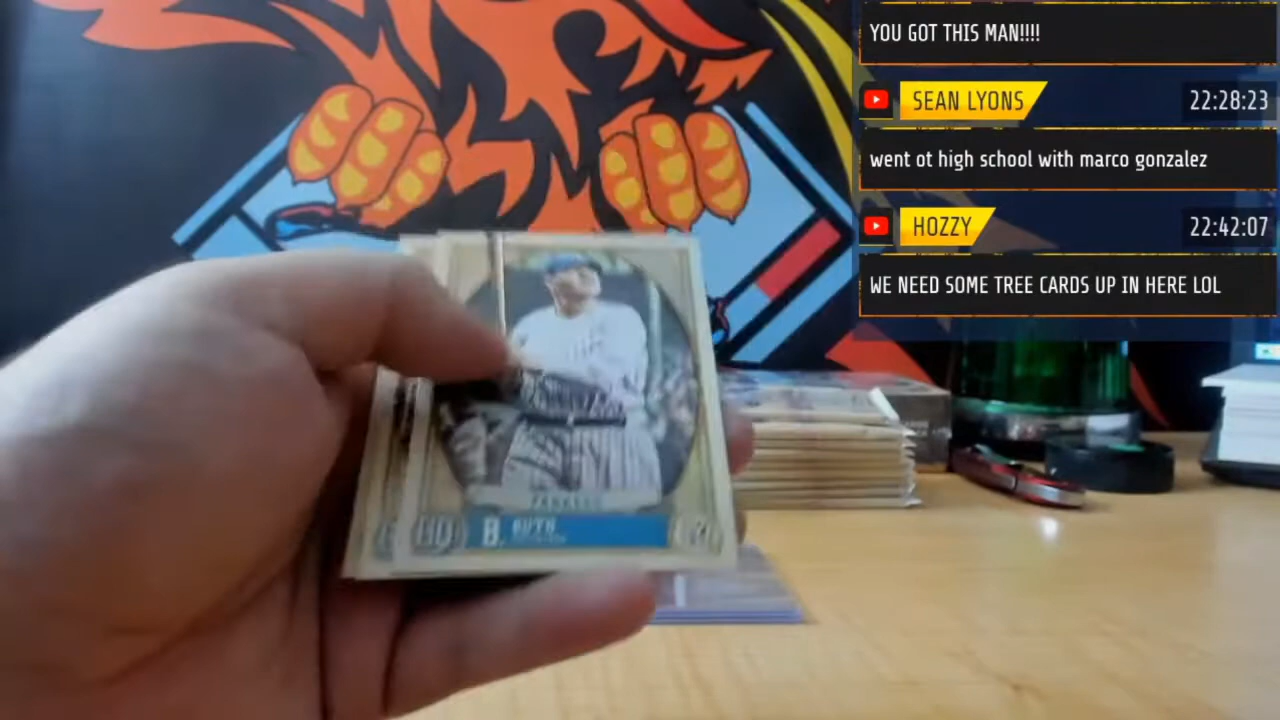 YOU GOT THIS MAN!!!!
SEAN LYONS 22:28:23
went ot high school with marco gonzalez
HOZZY 22:42:07
WE NEED SOME TREE CARDS UP IN HERE LOL
YANKEES
B. RUTH